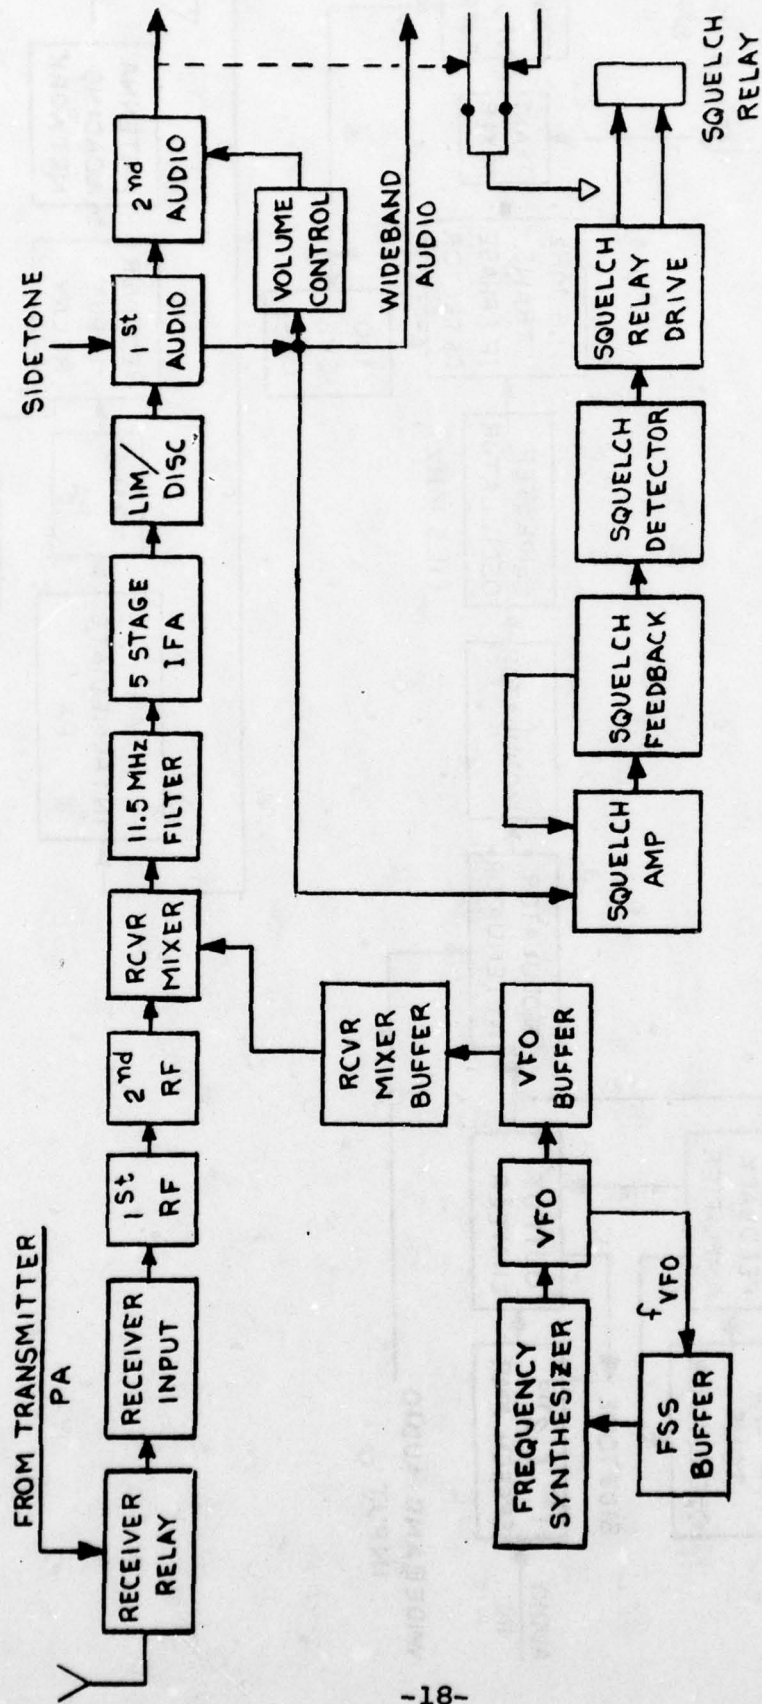 FROM TRANSMITTER
PA
RECEIVER
RELAY
RECEIVER
INPUT
1St
RF
2nd
RF
RCVR
MIXER
11.5 MHz
FILTER
5 STAGE
IFA
LIM/
DISC
SIDETONE
1st
AUDIO
2nd
AUDIO
VOLUME
CONTROL
WIDEBAND
AUDIO
RCVR
MIXER
BUFFER
VFO
BUFFER
VFO
FREQUENCY
SYNTHESIZER
fVFO
FSS
BUFFER
SQUELCH
AMP
SQUELCH
FEEDBACK
SQUELCH
DETECTOR
SQUELCH
RELAY
DRIVE
SQUELCH
RELAY
-18-